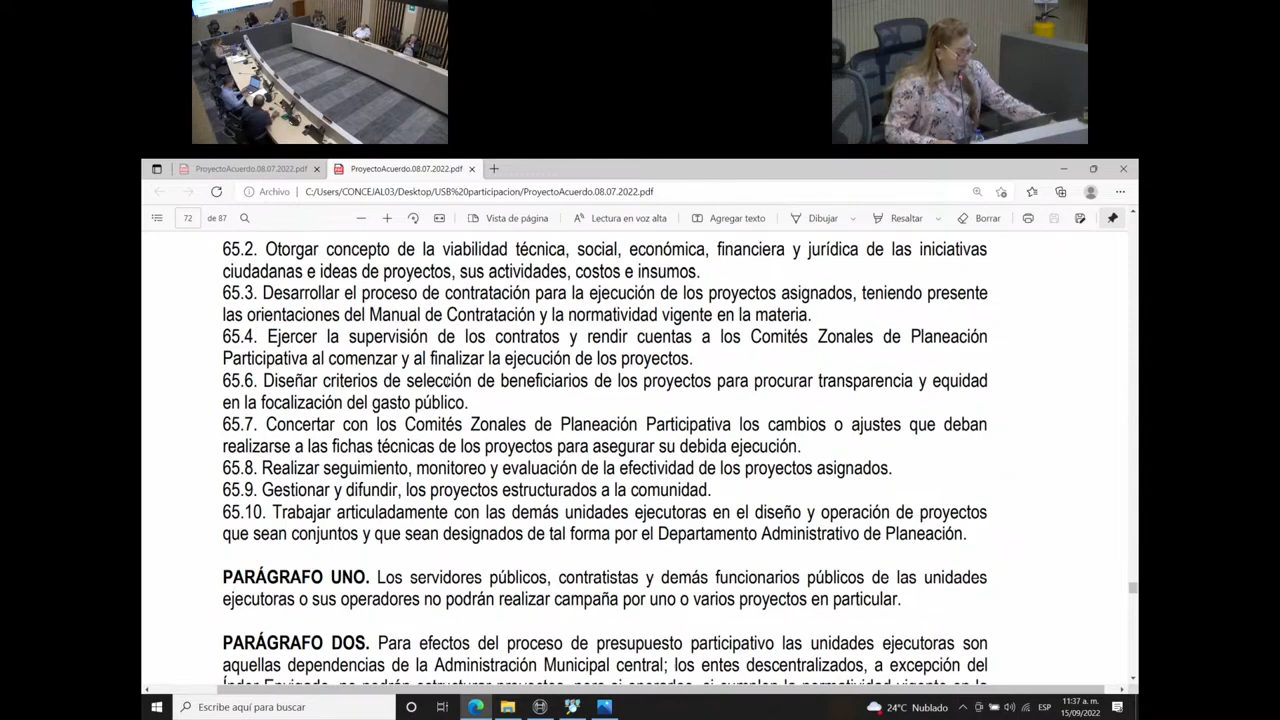 ProyectoAcuerdo.08.07.2022.pdf
ProyectoAcuerdo.08.07.2022.pdf
Archivo C:/Users/CONCEJAL03/Desktop/USB%20participacion/ProyectoAcuerdo.08.07.2022.pdf
72 de 87 Vista de página Lectura en voz alta Agregar texto Dibujar Resaltar Borrar
65.2. Otorgar concepto de la viabilidad técnica, social, económica, financiera y jurídica de las iniciativas
ciudadanas e ideas de proyectos, sus actividades, costos e insumos.
65.3. Desarrollar el proceso de contratación para la ejecución de los proyectos asignados, teniendo presente
las orientaciones del Manual de Contratación y la normatividad vigente en la materia.
65.4. Ejercer la supervisión de los contratos y rendir cuentas a los Comités Zonales de Planeación
Participativa al comenzar y al finalizar la ejecución de los proyectos.
65.6. Diseñar criterios de selección de beneficiarios de los proyectos para procurar transparencia y equidad
en la focalización del gasto público.
65.7. Concertar con los Comités Zonales de Planeación Participativa los cambios o ajustes que deban
realizarse a las fichas técnicas de los proyectos para asegurar su debida ejecución.
65.8. Realizar seguimiento, monitoreo y evaluación de la efectividad de los proyectos asignados.
65.9. Gestionar y difundir, los proyectos estructurados a la comunidad.
65.10. Trabajar articuladamente con las demás unidades ejecutoras en el diseño y operación de proyectos
que sean conjuntos y que sean designados de tal forma por el Departamento Administrativo de Planeación.
PARÁGRAFO UNO. Los servidores públicos, contratistas y demás funcionarios públicos de las unidades
ejecutoras o sus operadores no podrán realizar campaña por uno o varios proyectos en particular.
PARÁGRAFO DOS. Para efectos del proceso de presupuesto participativo las unidades ejecutoras son
aquellas dependencias de la Administración Municipal central; los entes descentralizados, a excepción del
Escribe aquí para buscar
24°C Nublado
ESP
11:37 a. m.
15/09/2022